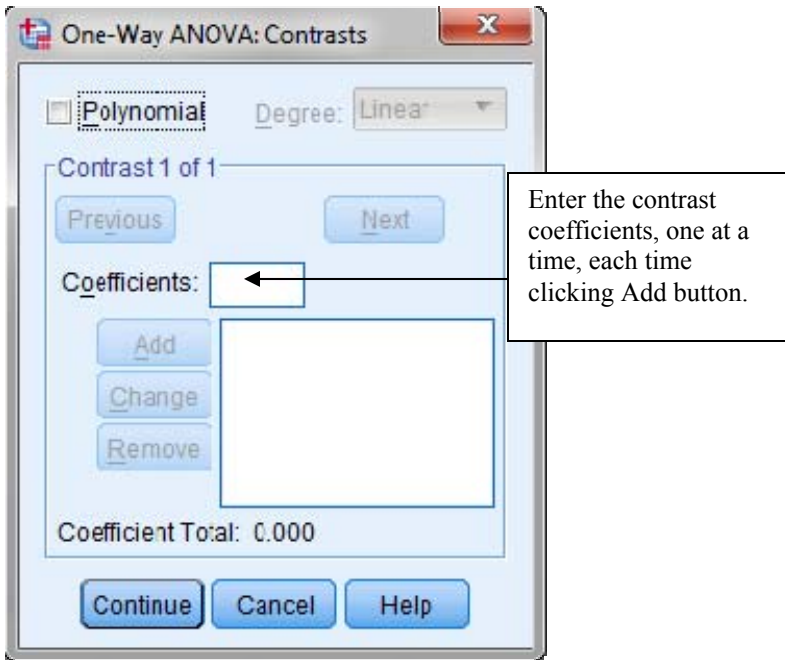 One-Way ANOVA: Contrasts
Polynomial Degree: Linear
Contrast 1 of 1
Previous Next
Coefficients:
Add
Change
Remove
Coefficient Total: 0.000
Continue Cancel Help
Enter the contrast
coefficients, one at a
time, each time
clicking Add button.